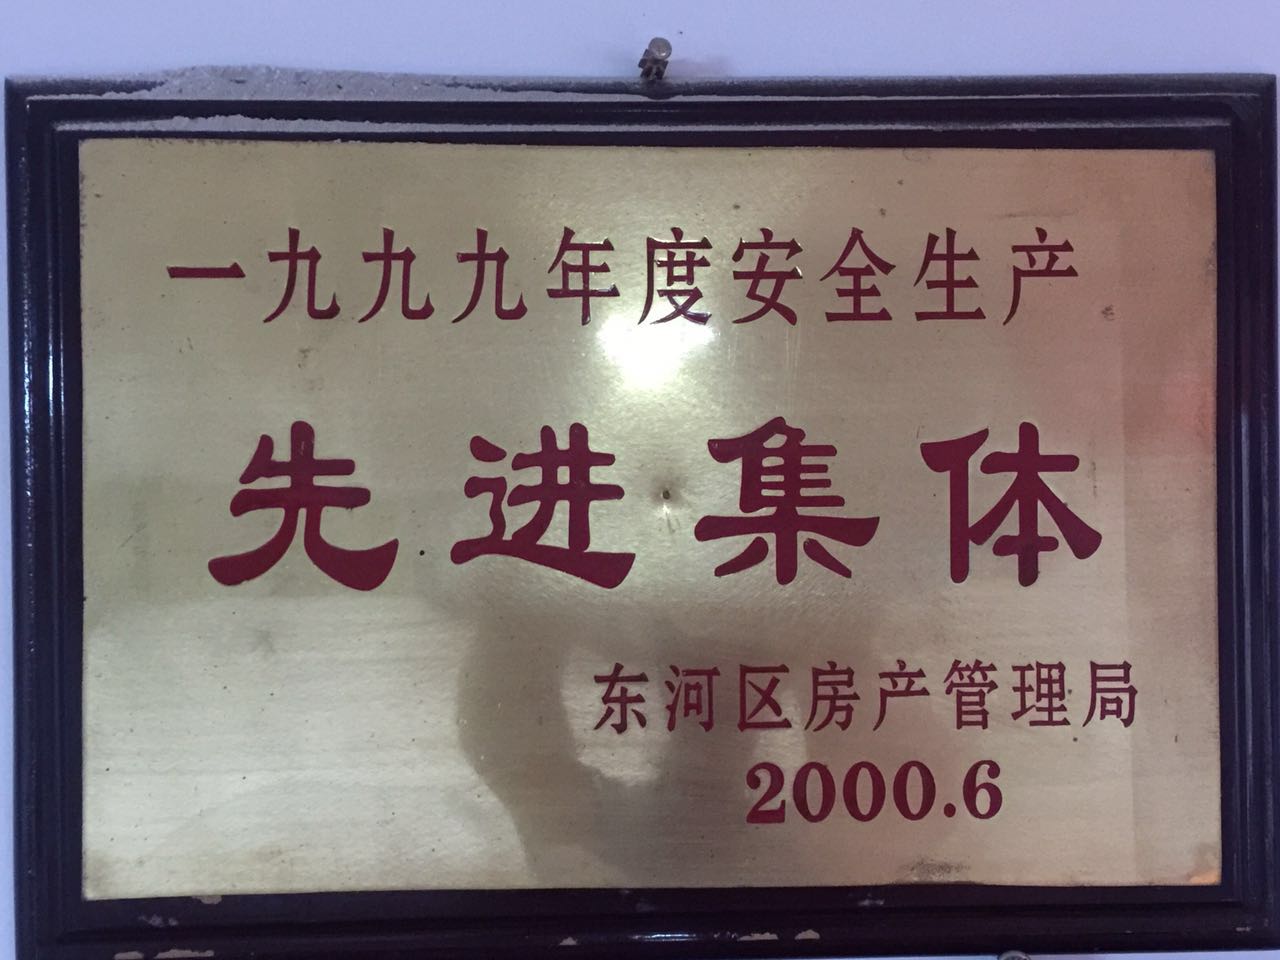 一九九九年度安全生产
先进集体
东河区房产管理局
2000.6